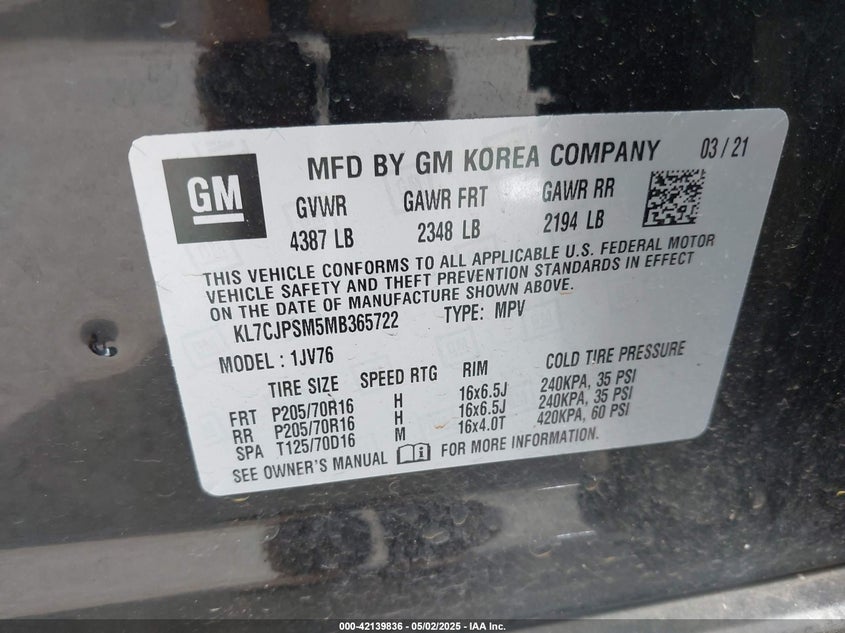 GM
MFD BY GM KOREA COMPANY 03 / 21
GVWR GAWR FRT GAWR RR
4387 LB 2348 LB 2194 LB
THIS VEHICLE CONFORMS TO ALL APPLICABLE U.S. FEDERAL MOTOR
VEHICLE SAFETY AND THEFT PREVENTION STANDARDS IN EFFECT
ON THE DATE OF MANUFACTURE SHOWN ABOVE.
KL7CJPSM5MB365722 TYPE: MPV
MODEL : 1JV76
TIRE SIZE SPEED RTG RIM COLD TIRE PRESSURE
FRT P205/70R16 H 16x6.5J 240KPA, 35 PSI
RR P205/70R16 H 16x6.5J 240KPA, 35 PSI
SPA T125/70D16 M 16x4.0T 420KPA, 60 PSI
SEE OWNER'S MANUAL FOR MORE INFORMATION.
000-42139836 - 05/02/2025 - IAA Inc.